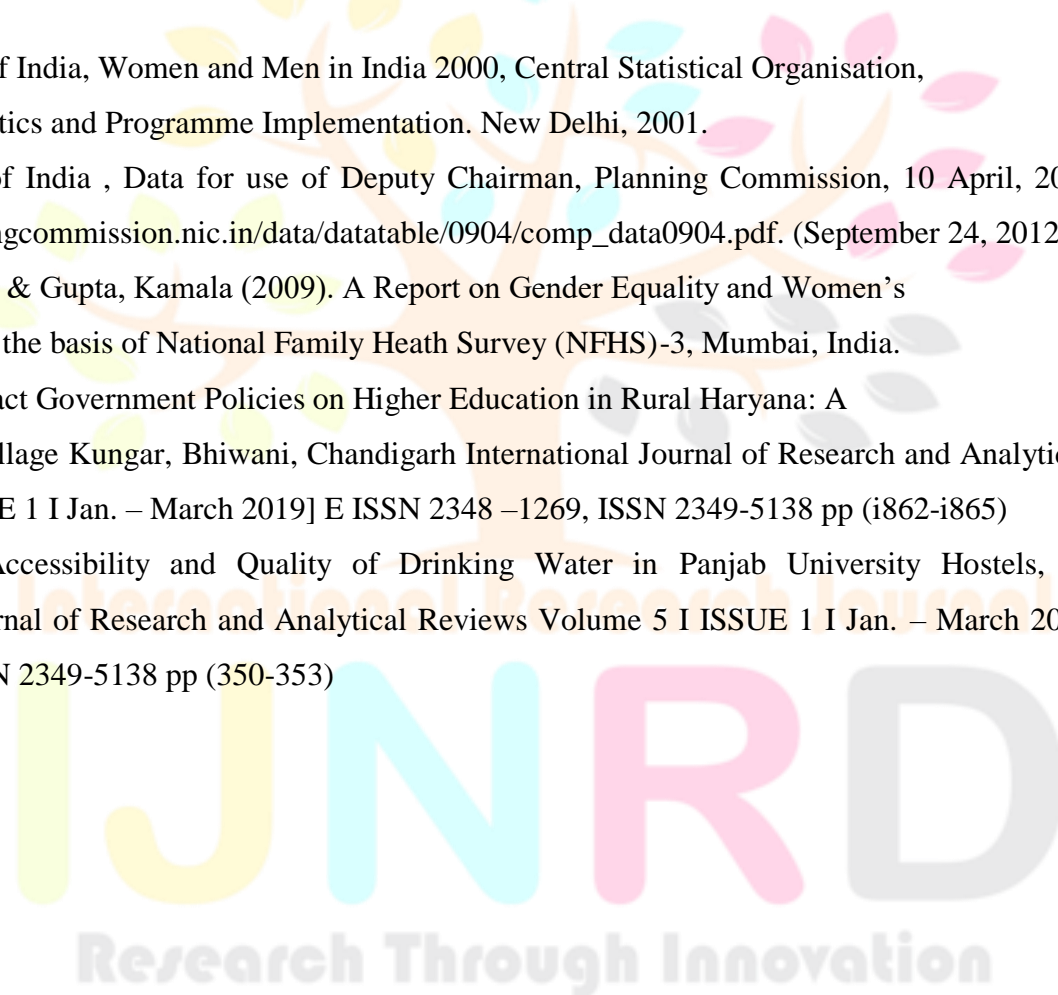 f India, Women and Men in India 2000, Central Statistical Organisation,
tics and Programme Implementation. New Delhi, 2001.
of India , Data for use of Deputy Chairman, Planning Commission, 10 April, 20
ngcommission.nic.in/data/datatable/0904/comp_data0904.pdf. (September 24, 2012
& Gupta, Kamala (2009). A Report on Gender Equality and Women’s
the basis of National Family Heath Survey (NFHS)-3, Mumbai, India.
act Government Policies on Higher Education in Rural Haryana: A
llage Kungar, Bhiwani, Chandigarh International Journal of Research and Analytic
E 1 I Jan. – March 2019] E ISSN 2348 –1269, ISSN 2349-5138 pp (i862-i865)
Accessibility and Quality of Drinking Water in Panjab University Hostels,
International Research Journal
rnal of Research and Analytical Reviews Volume 5 I ISSUE 1 I Jan. – March 20
N 2349-5138 pp (350-353)
IJNRD
Research Through Innovation